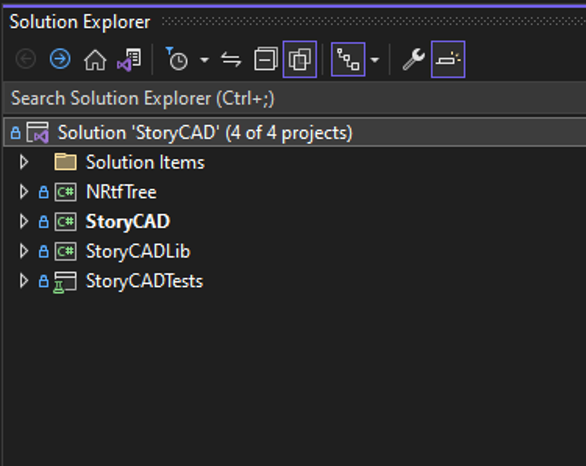 Solution Explorer
Search Solution Explorer (Ctrl+;)
Solution 'StoryCAD' (4 of 4 projects)
Solution Items
C# NRtfTree
C# StoryCAD
C# StoryCADLib
StoryCADTests